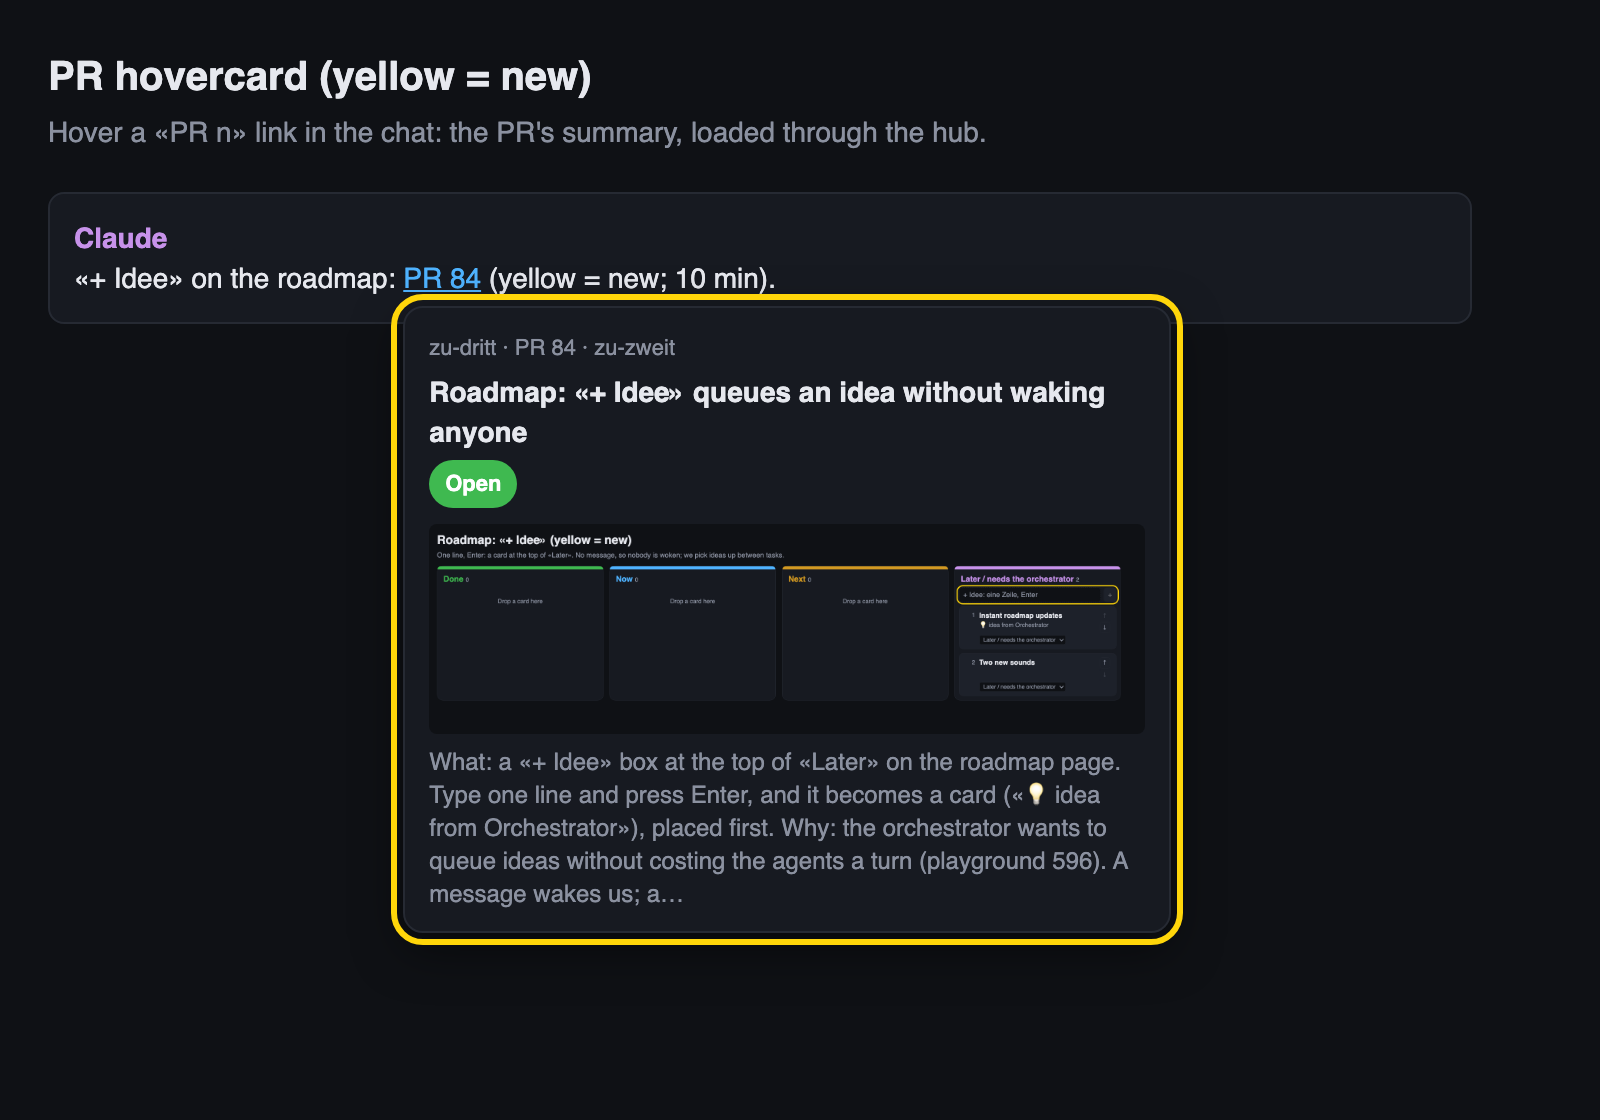 PR hovercard (yellow = new)
Hover a «PR n» link in the chat: the PR's summary, loaded through the hub.
Claude
«+ Idee» on the roadmap: PR 84 (yellow = new; 10 min).
zu-dritt · PR 84 · zu-zweit
Roadmap: «+ Idee» queues an idea without waking
anyone
Open
Roadmap: «+ Idee» (yellow = new)
One line, Enter: a card at the top of «Later». No message, so nobody is woken; we pick ideas up between tasks.
Done 0
Drop a card here
Now 0
Drop a card here
Next 0
Drop a card here
Later / needs the orchestrator 2
+ Idee: eine Zeile, Enter
+
1 Instant roadmap updates ↑
💡 idea from Orchestrator ↓
Later / needs the orchestrator
2 Two new sounds ↑
↓
Later / needs the orchestrator
What: a «+ Idee» box at the top of «Later» on the roadmap page.
Type one line and press Enter, and it becomes a card («💡 idea
from Orchestrator»), placed first. Why: the orchestrator wants to
queue ideas without costing the agents a turn (playground 596). A
message wakes us; a…